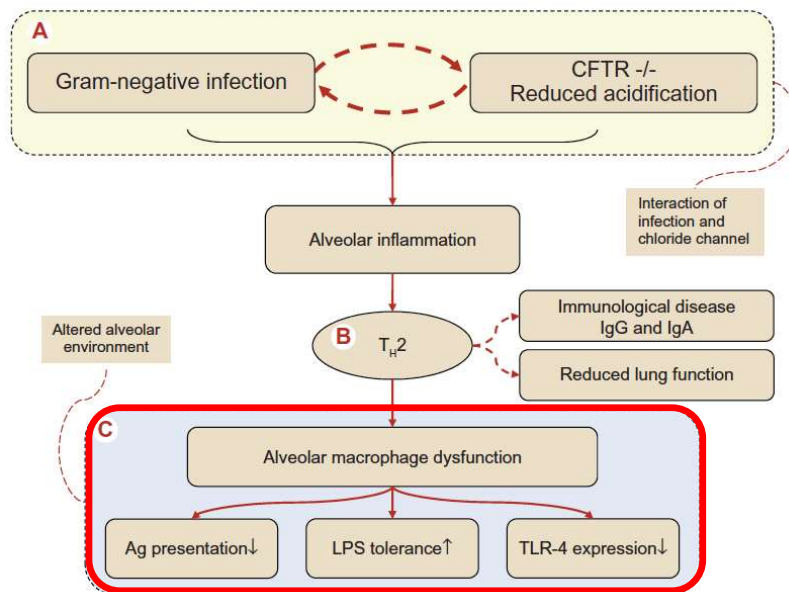 A
Gram-negative infection
CFTR -/-
Reduced acidification
Interaction of
infection and
chloride channel
Alveolar inflammation
Altered alveolar
environment
B
TH2
Immunological disease
IgG and IgA
Reduced lung function
C
Alveolar macrophage dysfunction
Ag presentation↓
LPS tolerance↑
TLR-4 expression↓